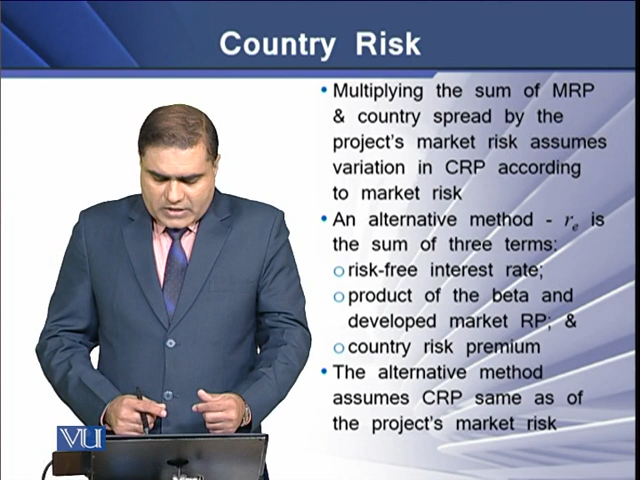 Country Risk
• Multiplying the sum of MRP
& country spread by the
project's market risk assumes
variation in CRP according
to market risk
• An alternative method - rₑ is
the sum of three terms:
o risk-free interest rate;
o product of the beta and
developed market RP; &
o country risk premium
• The alternative method
assumes CRP same as of
the project's market risk
VU